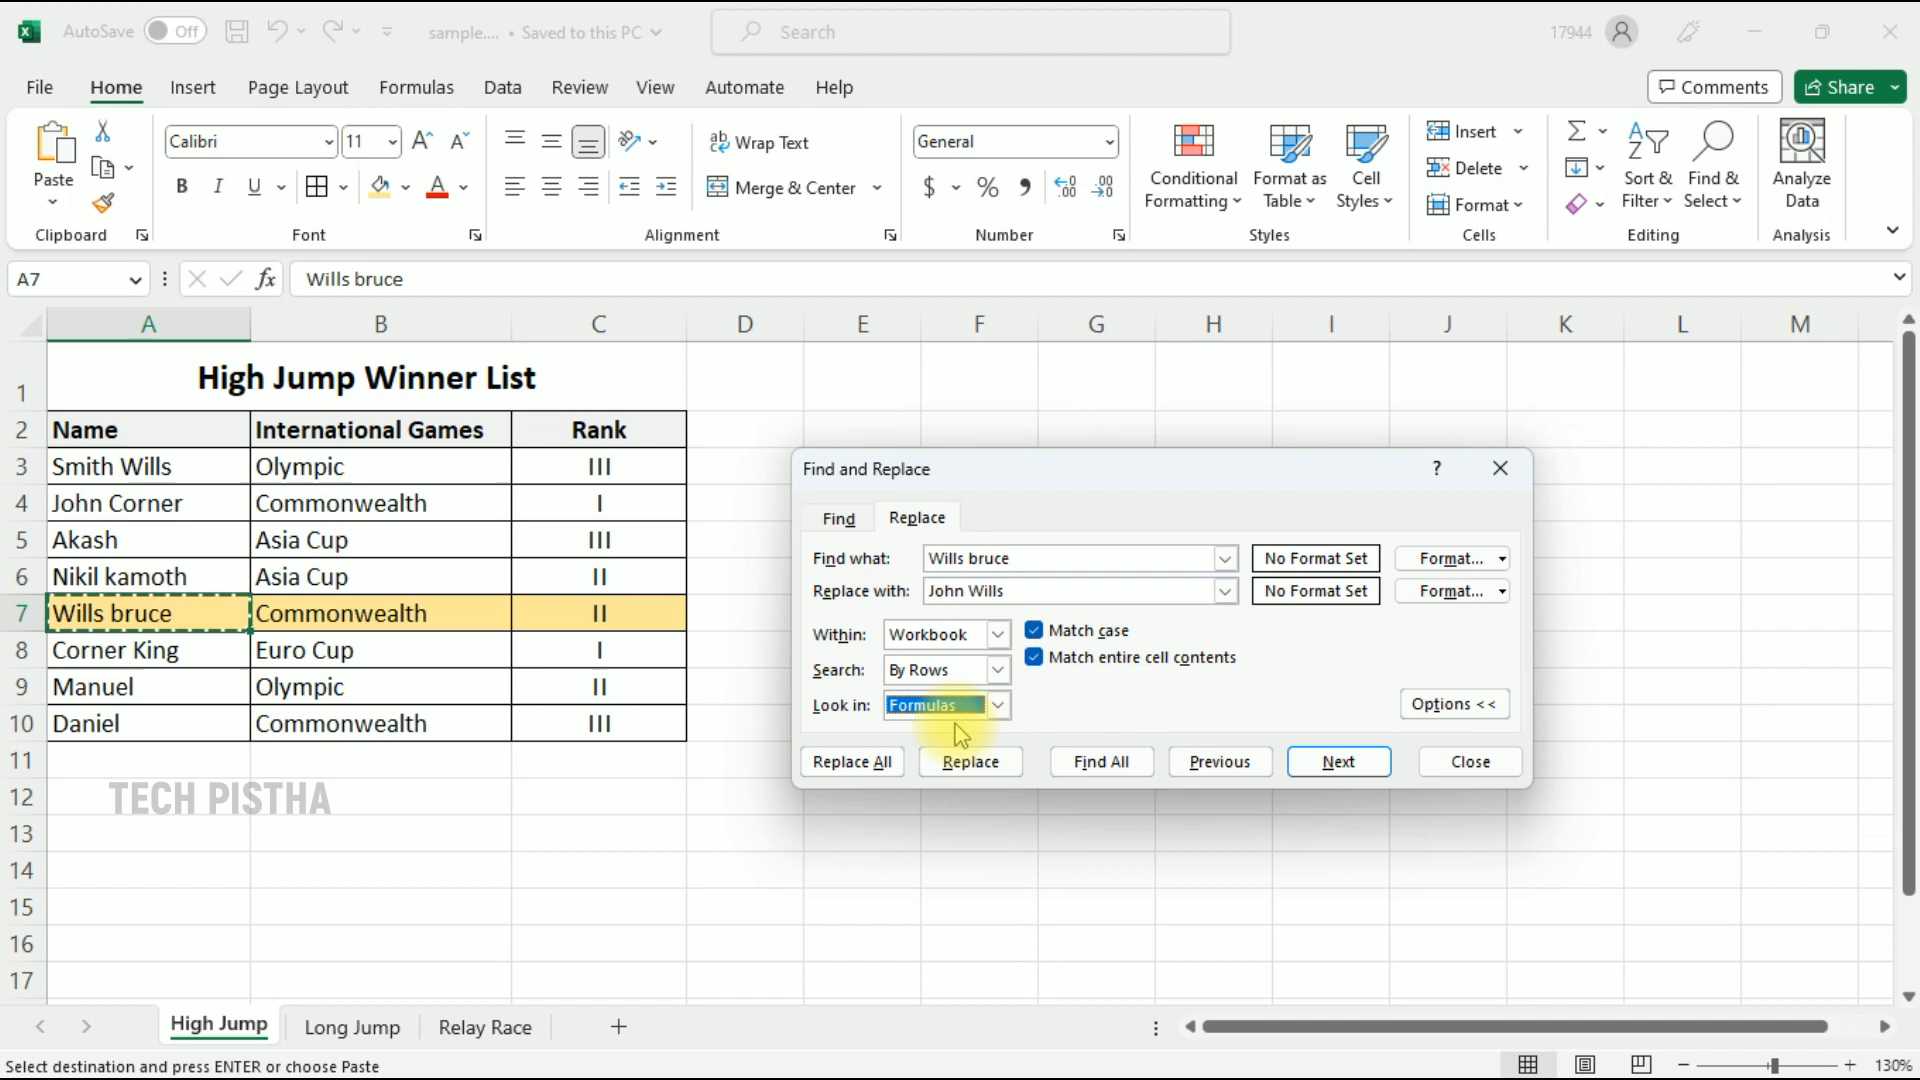 AutoSave Off sample.... • Saved to this PC Search 17944
File Home Insert Page Layout Formulas Data Review View Automate Help Comments Share
Paste Calibri 11 Wrap Text General Conditional Formatting Format as Table Cell Styles Insert Sort & Filter Find & Select Analyze Data
B I U Merge & Center $ % Delete
Format
Clipboard Font Alignment Number Styles Cells Editing Analysis
A7 fx Wills bruce
A B C D E F G H I J K L M
1 High Jump Winner List
2 Name International Games Rank
3 Smith Wills Olympic III
4 John Corner Commonwealth I
5 Akash Asia Cup III
6 Nikil kamoth Asia Cup II
7 Wills bruce Commonwealth II
8 Corner King Euro Cup I
9 Manuel Olympic II
10 Daniel Commonwealth III
11
12 TECH PISTHA
13
14
15
16
17
Find and Replace ?
Find Replace
Find what: Wills bruce No Format Set Format...
Replace with: John Wills No Format Set Format...
Within: Workbook Match case
Search: By Rows Match entire cell contents
Look in: Formulas Options <<
Replace All Replace Find All Previous Next Close
High Jump Long Jump Relay Race +
Select destination and press ENTER or choose Paste 130%